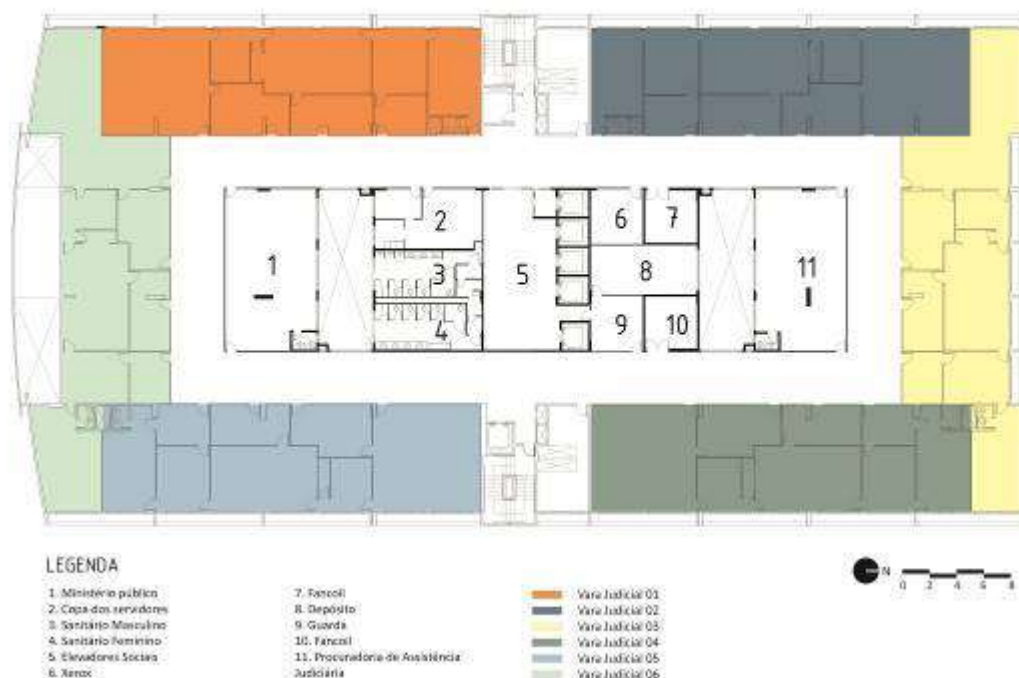 1
2
3
4
5
6
7
8
9
10
11
LEGENDA
1. Ministério público
2. Copa dos servidores
3. Sanitário Masculino
4. Sanitário Feminino
5. Elevadores Sociais
6. Xerox
7. Fancoil
8. Depósito
9. Guarda
10. Fancoil
11. Procuradoria de Assistência
Judiciária
Vara Judicial 01
Vara Judicial 02
Vara Judicial 03
Vara Judicial 04
Vara Judicial 05
Vara Judicial 06
N
0 2 4 6 8